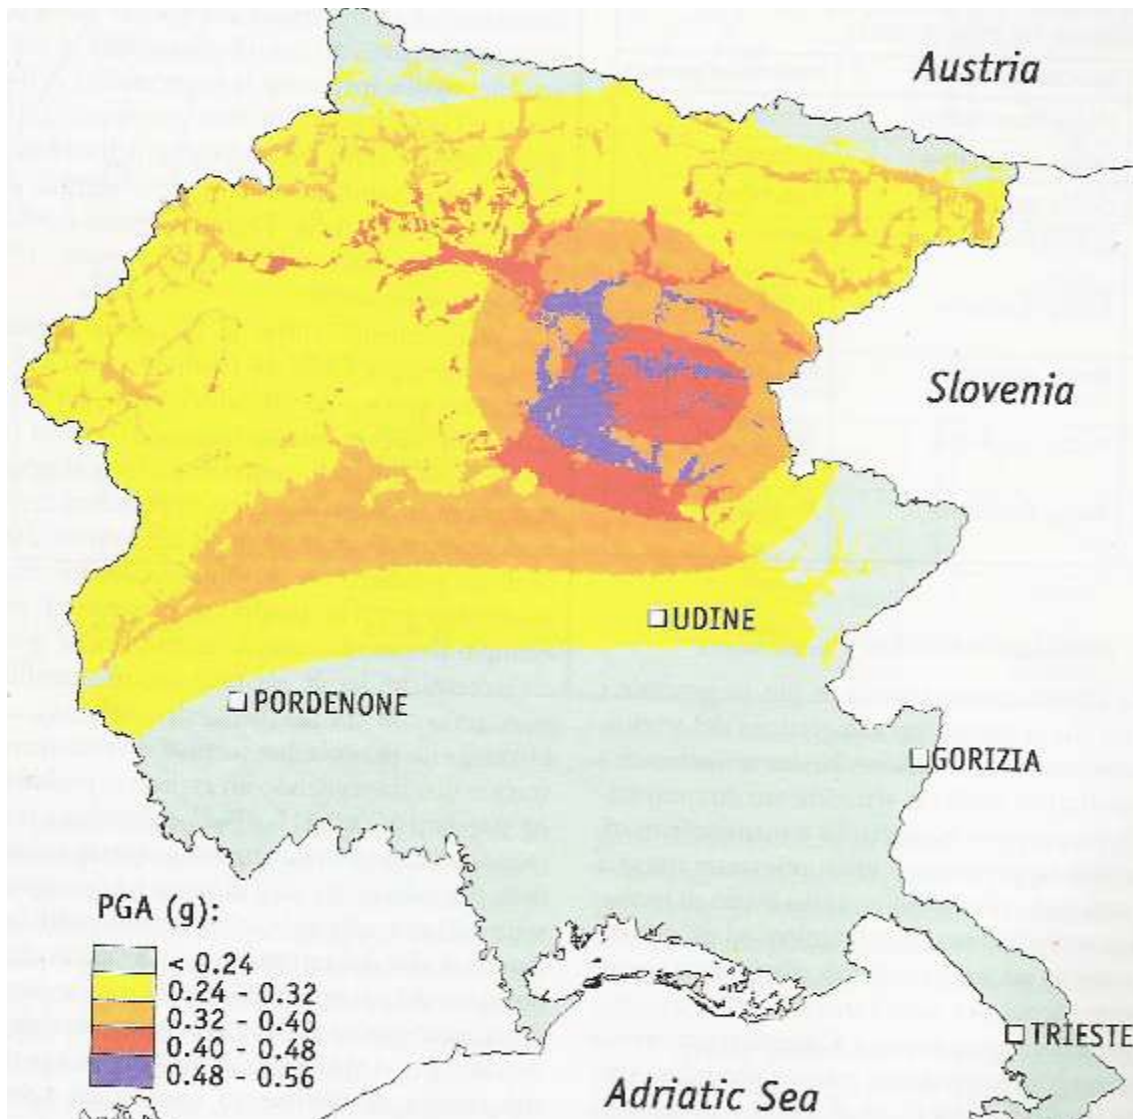 Austria
Slovenia
UDINE
PORDENONE
GORIZIA
PGA (g):
< 0.24
0.24 - 0.32
0.32 - 0.40
0.40 - 0.48
0.48 - 0.56
TRIESTE
Adriatic Sea